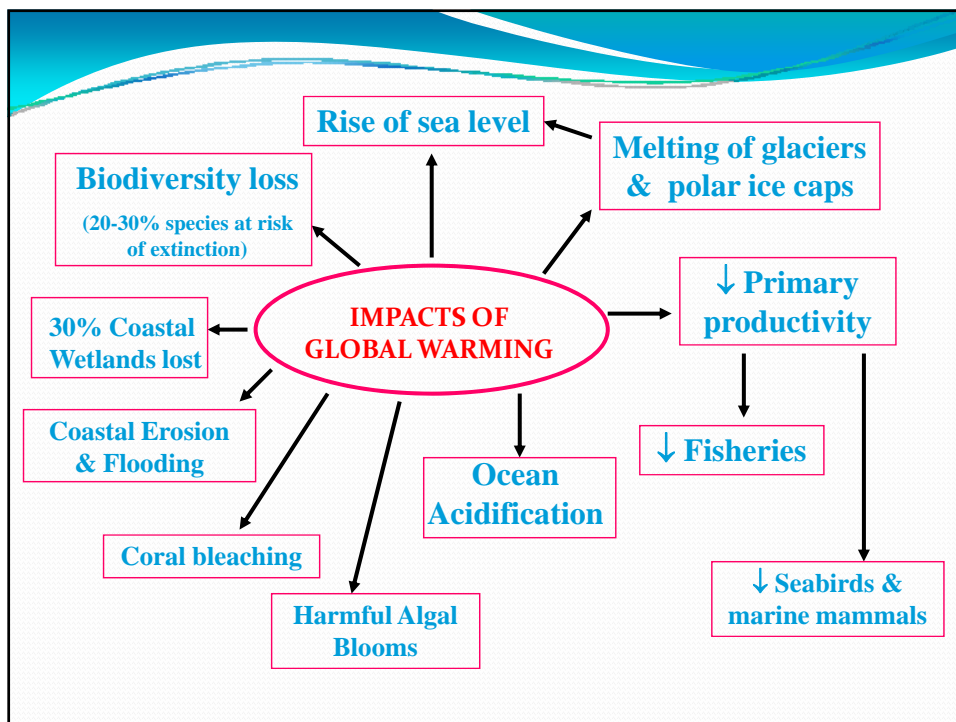 Rise of sea level
Melting of glaciers
& polar ice caps
Biodiversity loss
(20-30% species at risk
of extinction)
↓ Primary
productivity
30% Coastal
Wetlands lost
IMPACTS OF
GLOBAL WARMING
Coastal Erosion
& Flooding
↓ Fisheries
Ocean
Acidification
Coral bleaching
↓ Seabirds &
marine mammals
Harmful Algal
Blooms